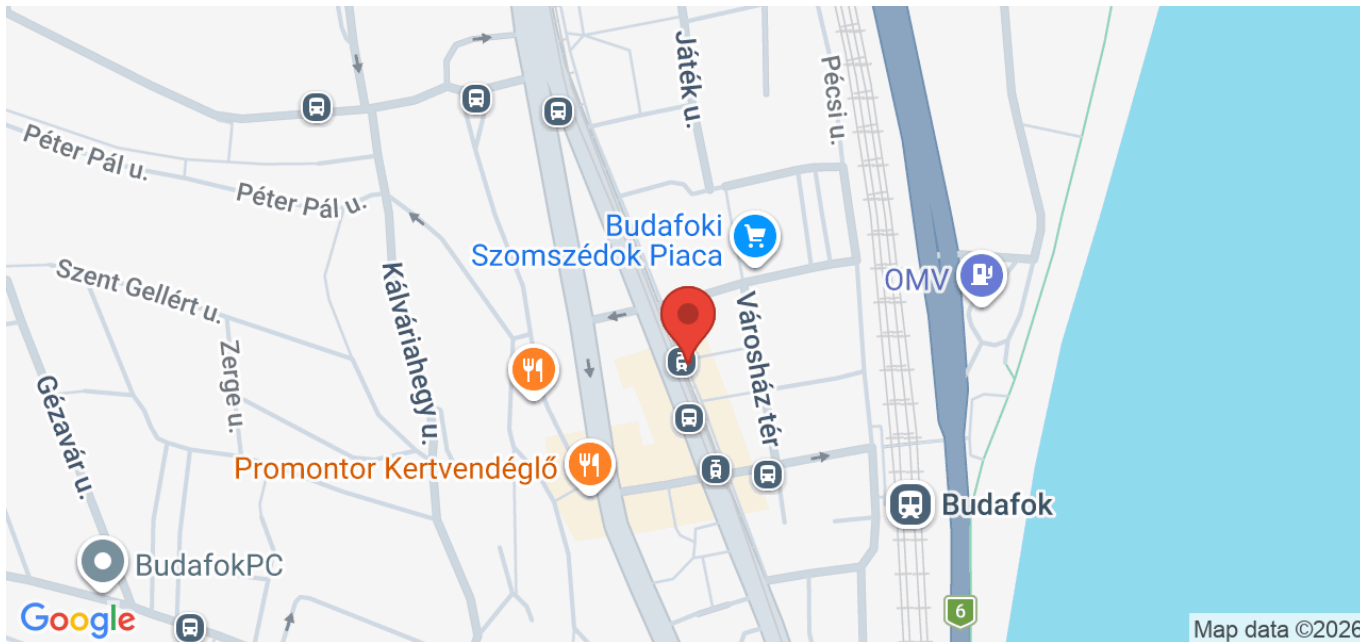 Játék u.
Pécsi u.
Péter Pál u.
Péter Pál u.
Budafoki
Szomszédok Piaca
OMV
Szent Gellért u.
Kálváriahegy u.
Városház tér
Zerge u.
Gézavár u.
Promontor Kertvendéglő
Budafok
BudafokPC
6
Google
Map data ©2026